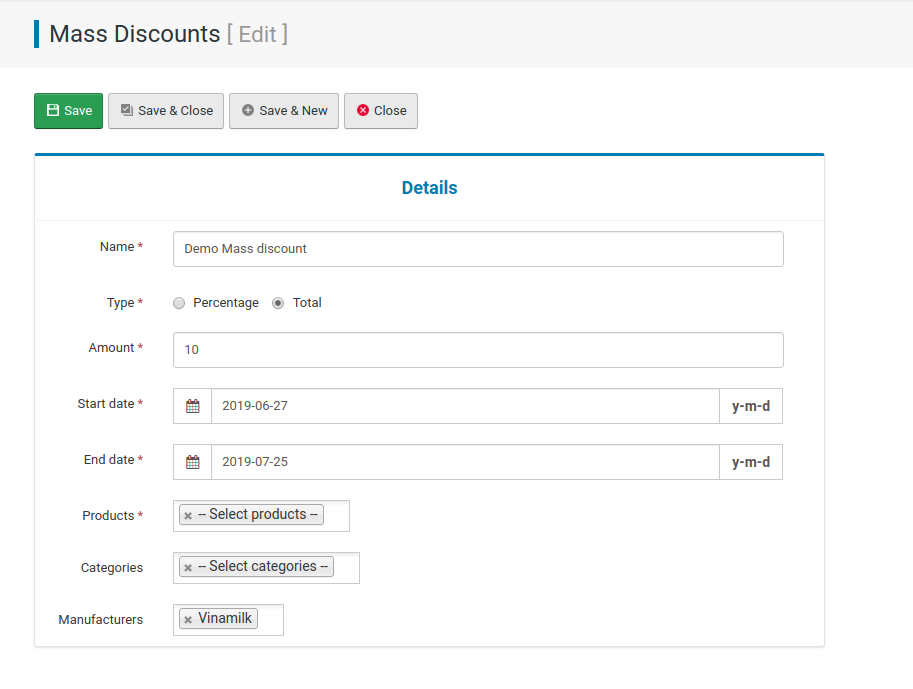 Mass Discounts [ Edit ]
Save Save & Close Save & New Close
Details
Name * Demo Mass discount
Type * Percentage Total
Amount * 10
Start date * 2019-06-27 y-m-d
End date * 2019-07-25 y-m-d
Products * × -- Select products --
Categories × -- Select categories --
Manufacturers × Vinamilk